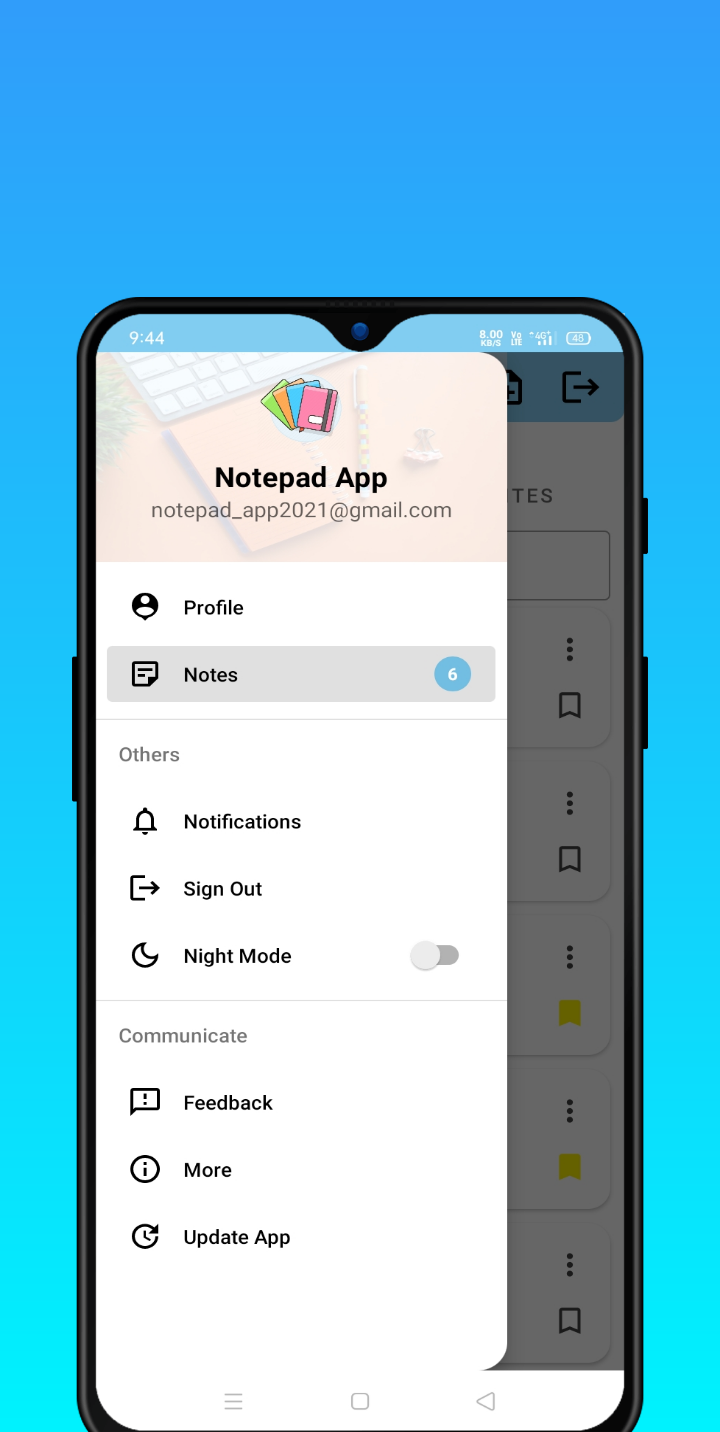 9:44
8.00 KB/S
Vo LTE
4G+
48
Notepad App
notepad_app2021@gmail.com
TES
Profile
Notes
6
Others
Notifications
Sign Out
Night Mode
Communicate
Feedback
More
Update App